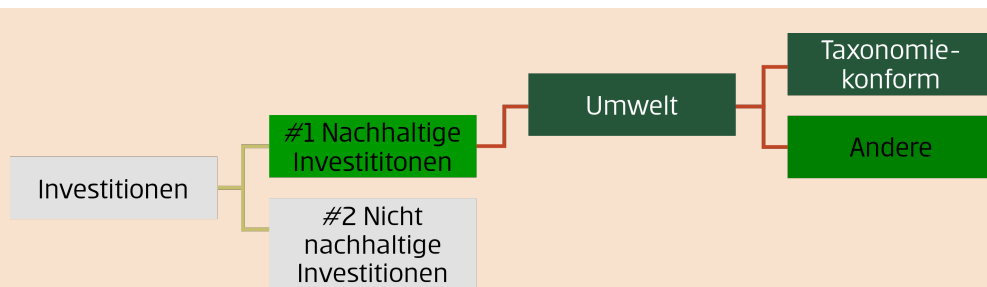 Investitionen
#1 Nachhaltige
Investititonen
#2 Nicht
nachhaltige
Investitionen
Umwelt
Taxonomie-
konform
Andere